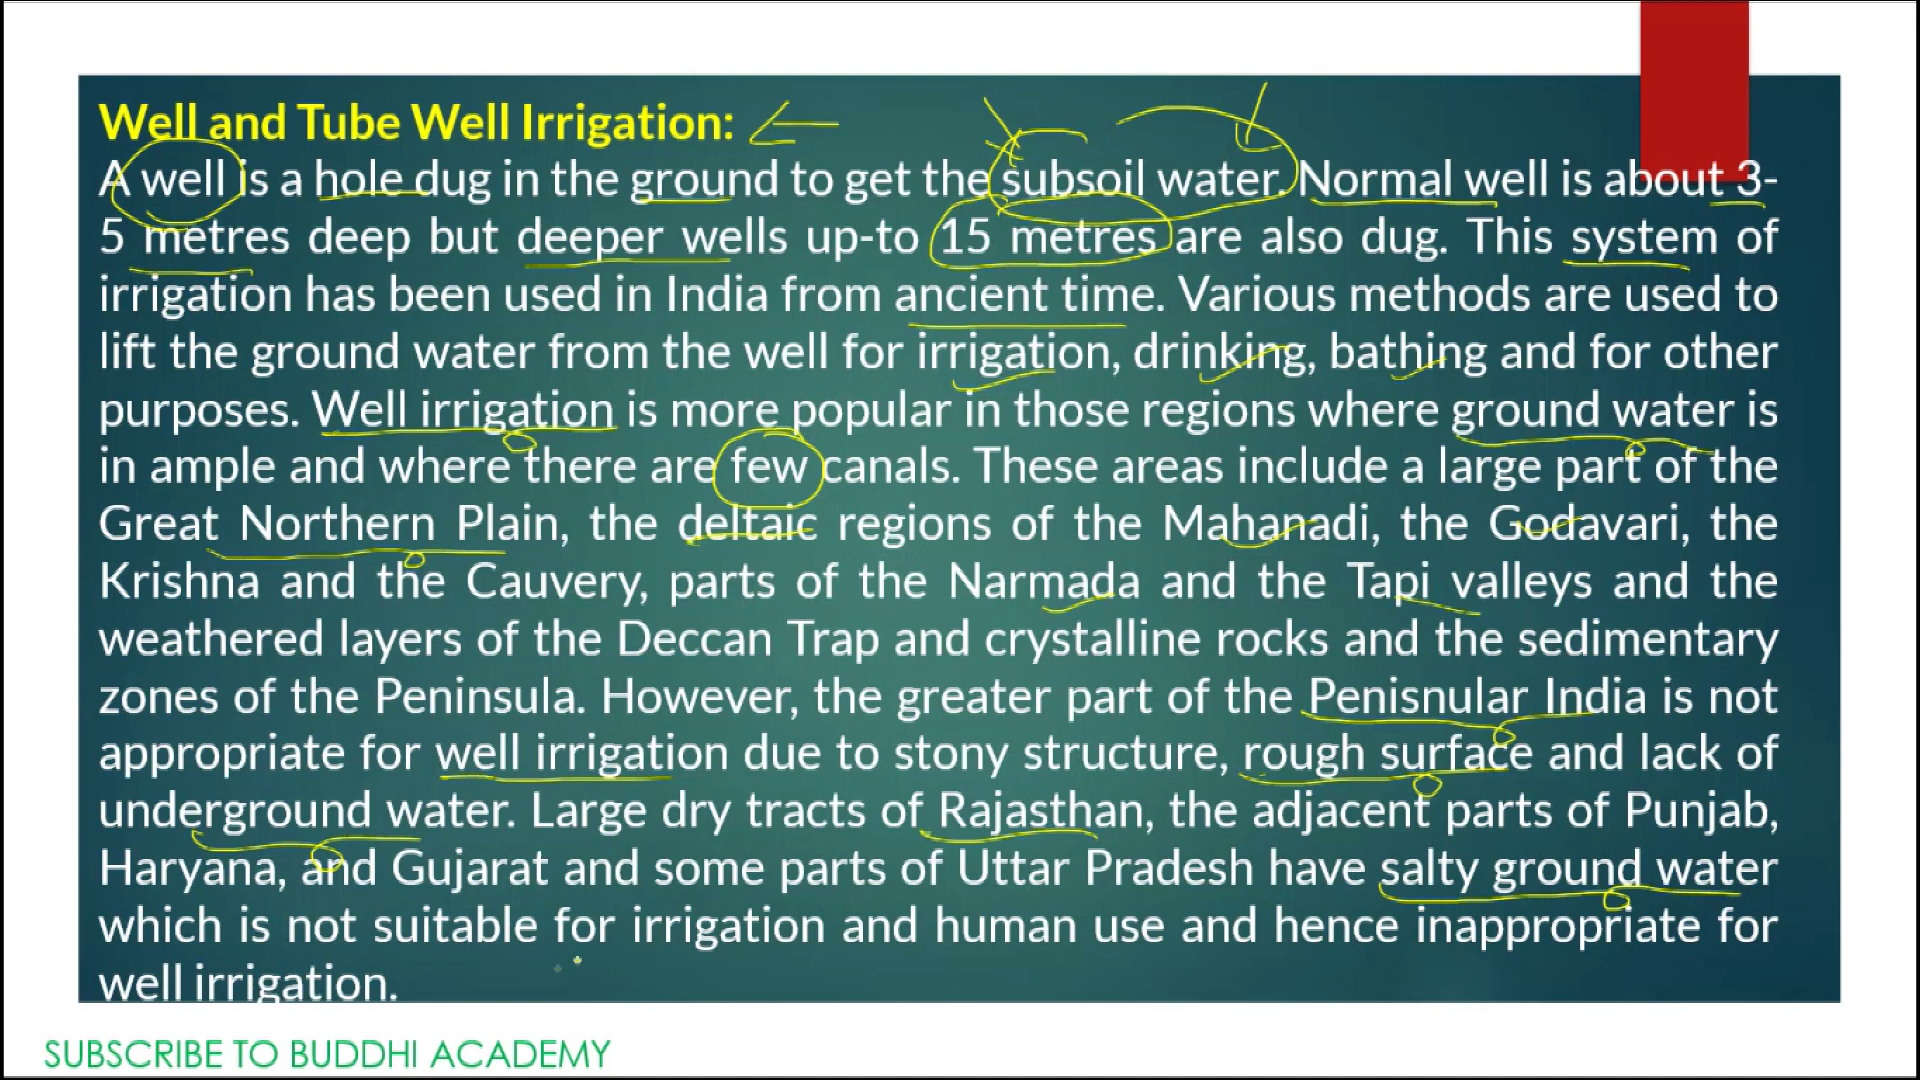 Well and Tube Well Irrigation:
A well is a hole dug in the ground to get the subsoil water. Normal well is about 3-
5 metres deep but deeper wells up-to 15 metres are also dug. This system of
irrigation has been used in India from ancient time. Various methods are used to
lift the ground water from the well for irrigation, drinking, bathing and for other
purposes. Well irrigation is more popular in those regions where ground water is
in ample and where there are few canals. These areas include a large part of the
Great Northern Plain, the deltaic regions of the Mahanadi, the Godavari, the
Krishna and the Cauvery, parts of the Narmada and the Tapi valleys and the
weathered layers of the Deccan Trap and crystalline rocks and the sedimentary
zones of the Peninsula. However, the greater part of the Penisnular India is not
appropriate for well irrigation due to stony structure, rough surface and lack of
underground water. Large dry tracts of Rajasthan, the adjacent parts of Punjab,
Haryana, and Gujarat and some parts of Uttar Pradesh have salty ground water
which is not suitable for irrigation and human use and hence inappropriate for
well irrigation.
SUBSCRIBE TO BUDDHI ACADEMY